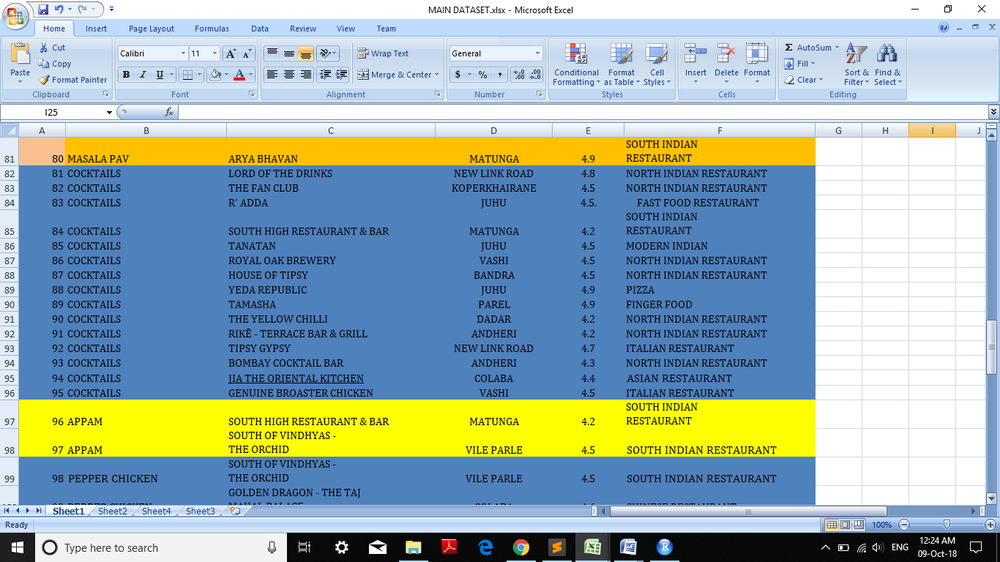 MAIN DATASET.xlsx - Microsoft Excel
Home Insert Page Layout Formulas Data Review View Team
Paste
Cut
Copy
Format Painter
Clipboard
Calibri 11 A A
B I U A
Font
Wrap Text
Merge & Center
Alignment
General
$ % , .0 .00 .00 .0
Number
Conditional Formatting
Format as Table
Cell Styles
Styles
Insert Delete Format
Cells
Σ AutoSum
Fill
Clear
Sort & Filter
Find & Select
Editing
I25 fx
A B C D E F G H I J
81 80 MASALA PAV ARYA BHAVAN MATUNGA 4.9 SOUTH INDIAN
RESTAURANT
82 81 COCKTAILS LORD OF THE DRINKS NEW LINK ROAD 4.8 NORTH INDIAN RESTAURANT
83 82 COCKTAILS THE FAN CLUB KOPERKHAIRANE 4.5 NORTH INDIAN RESTAURANT
84 83 COCKTAILS R' ADDA JUHU 4.5. FAST FOOD RESTAURANT
85 84 COCKTAILS SOUTH HIGH RESTAURANT & BAR MATUNGA 4.2 SOUTH INDIAN
RESTAURANT
86 85 COCKTAILS TANATAN JUHU 4.5 MODERN INDIAN
87 86 COCKTAILS ROYAL OAK BREWERY VASHI 4.5 NORTH INDIAN RESTAURANT
88 87 COCKTAILS HOUSE OF TIPSY BANDRA 4.5 NORTH INDIAN RESTAURANT
89 88 COCKTAILS YEDA REPUBLIC JUHU 4.9 PIZZA
90 89 COCKTAILS TAMASHA PAREL 4.9 FINGER FOOD
91 90 COCKTAILS THE YELLOW CHILLI DADAR 4.2 NORTH INDIAN RESTAURANT
92 91 COCKTAILS RIKĒ - TERRACE BAR & GRILL ANDHERI 4.2 NORTH INDIAN RESTAURANT
93 92 COCKTAILS TIPSY GYPSY NEW LINK ROAD 4.7 ITALIAN RESTAURANT
94 93 COCKTAILS BOMBAY COCKTAIL BAR ANDHERI 4.3 NORTH INDIAN RESTAURANT
95 94 COCKTAILS JIA THE ORIENTAL KITCHEN COLABA 4.4 ASIAN RESTAURANT
96 95 COCKTAILS GENUINE BROASTER CHICKEN VASHI 4.5 ITALIAN RESTAURANT
97 96 APPAM SOUTH HIGH RESTAURANT & BAR MATUNGA 4.2 SOUTH INDIAN
RESTAURANT
98 97 APPAM SOUTH OF VINDHYAS -
THE ORCHID VILE PARLE 4.5 SOUTH INDIAN RESTAURANT
99 98 PEPPER CHICKEN SOUTH OF VINDHYAS -
THE ORCHID VILE PARLE 4.5 SOUTH INDIAN RESTAURANT
GOLDEN DRAGON - THE TAJ
Sheet1 Sheet2 Sheet4 Sheet3
Ready 100%
Type here to search
ENG
12:24 AM
09-Oct-18